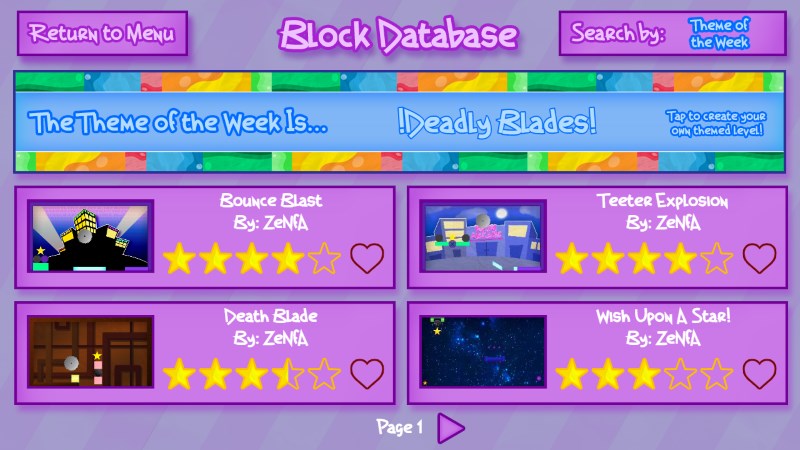 Return to Menu
Block Database
Search by:
Theme of
the Week
The Theme of the Week Is...
!Deadly Blades!
Tap to create your
own themed level!
Bounce Blast
By: ZeNfA
Teeter Explosion
By: ZeNfA
Death Blade
By: ZeNfA
Wish Upon A Star!
By: ZeNfA
Page 1